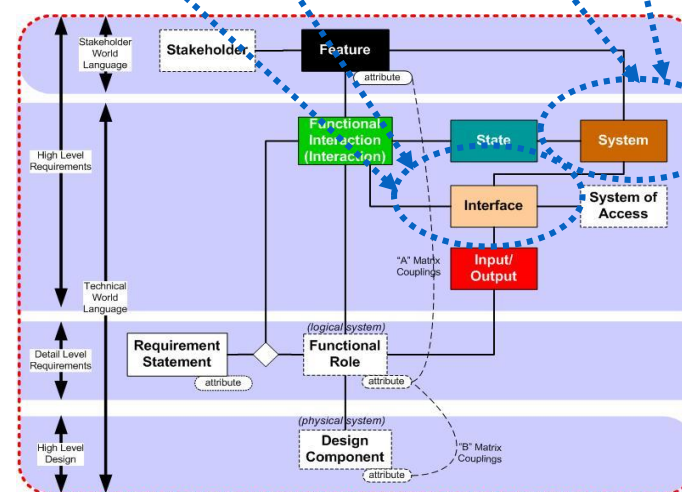 Stakeholder
World
Language
Stakeholder
Feature
attribute
High Level
Requirements
Functional
Interaction
(Interaction)
State
System
Interface
System of
Access
"A" Matrix
Couplings
Input/
Output
Technical
World
Language
(logical system)
Detail Level
Requirements
Requirement
Statement
attribute
Functional
Role
attribute
(physical system)
High Level
Design
Design
Component
attribute
"B" Matrix
Couplings